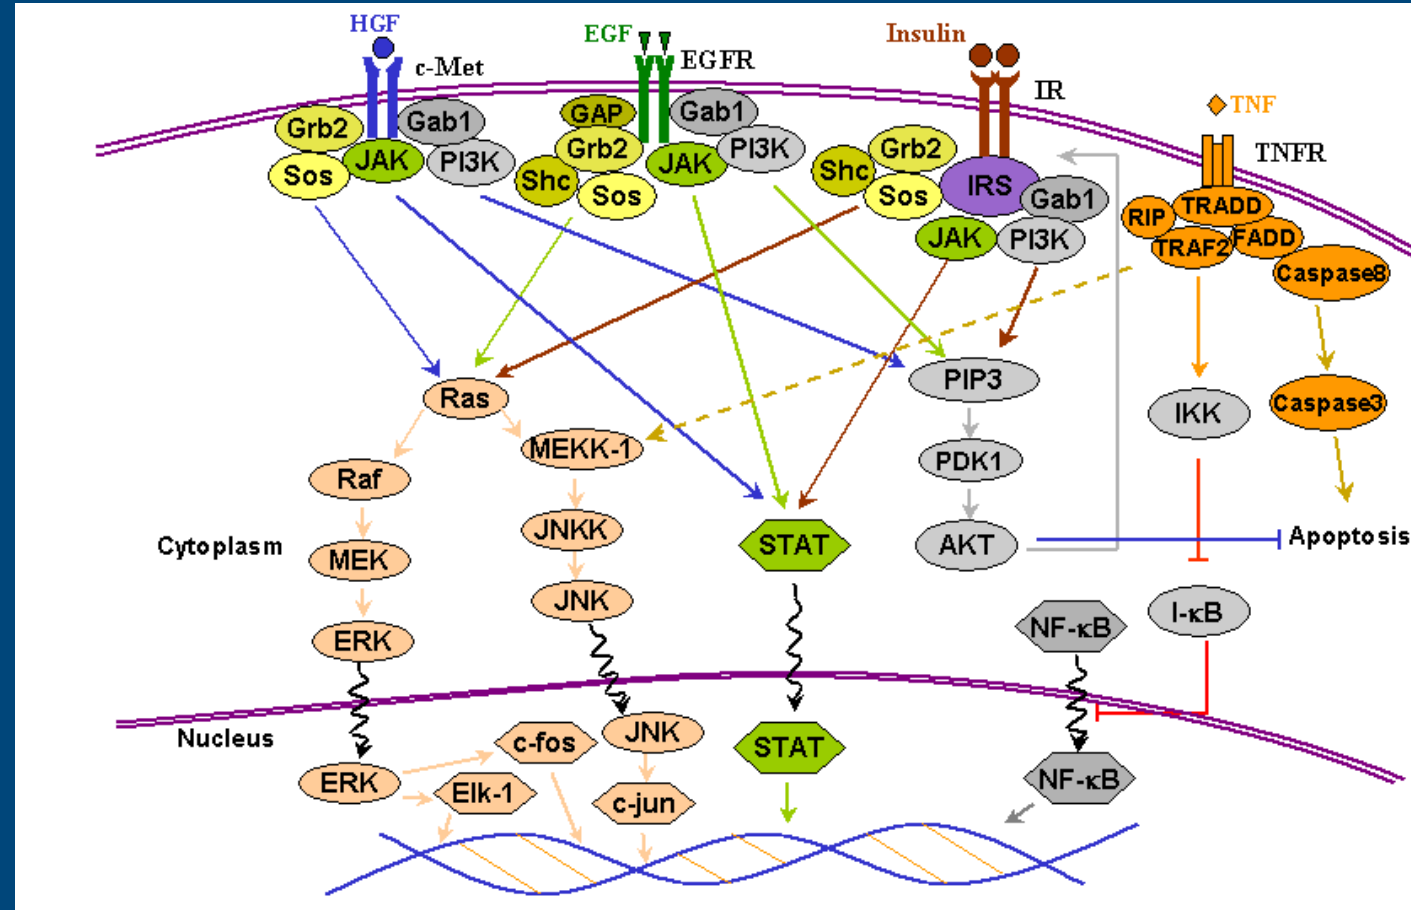 HGF
c-Met
Grb2
Gab1
Sos
JAK
PI3K
EGF
EGFR
GAP
Gab1
Grb2
Shc
Sos
JAK
PI3K
Insulin
IR
Shc
Grb2
Sos
IRS
Gab1
JAK
PI3K
TNF
TNFR
RIP
TRADD
TRAF2
FADD
Caspase8
Ras
PIP3
Caspase3
IKK
MEKK-1
Raf
PDK1
JNKK
STAT
AKT
Apoptosis
Cytoplasm
MEK
JNK
ERK
NF-κB
I-κB
Nucleus
c-fos
JNK
STAT
ERK
Elk-1
c-jun
NF-κB